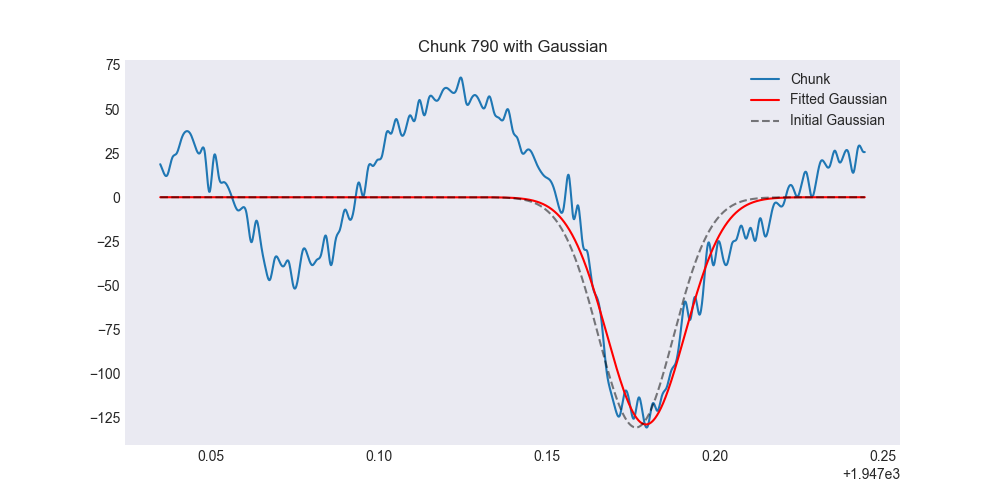 Chunk 790 with Gaussian
75
50
25
0
−25
−50
−75
−100
−125
Chunk
Fitted Gaussian
Initial Gaussian
0.05 0.10 0.15 0.20 0.25
+1.947e3